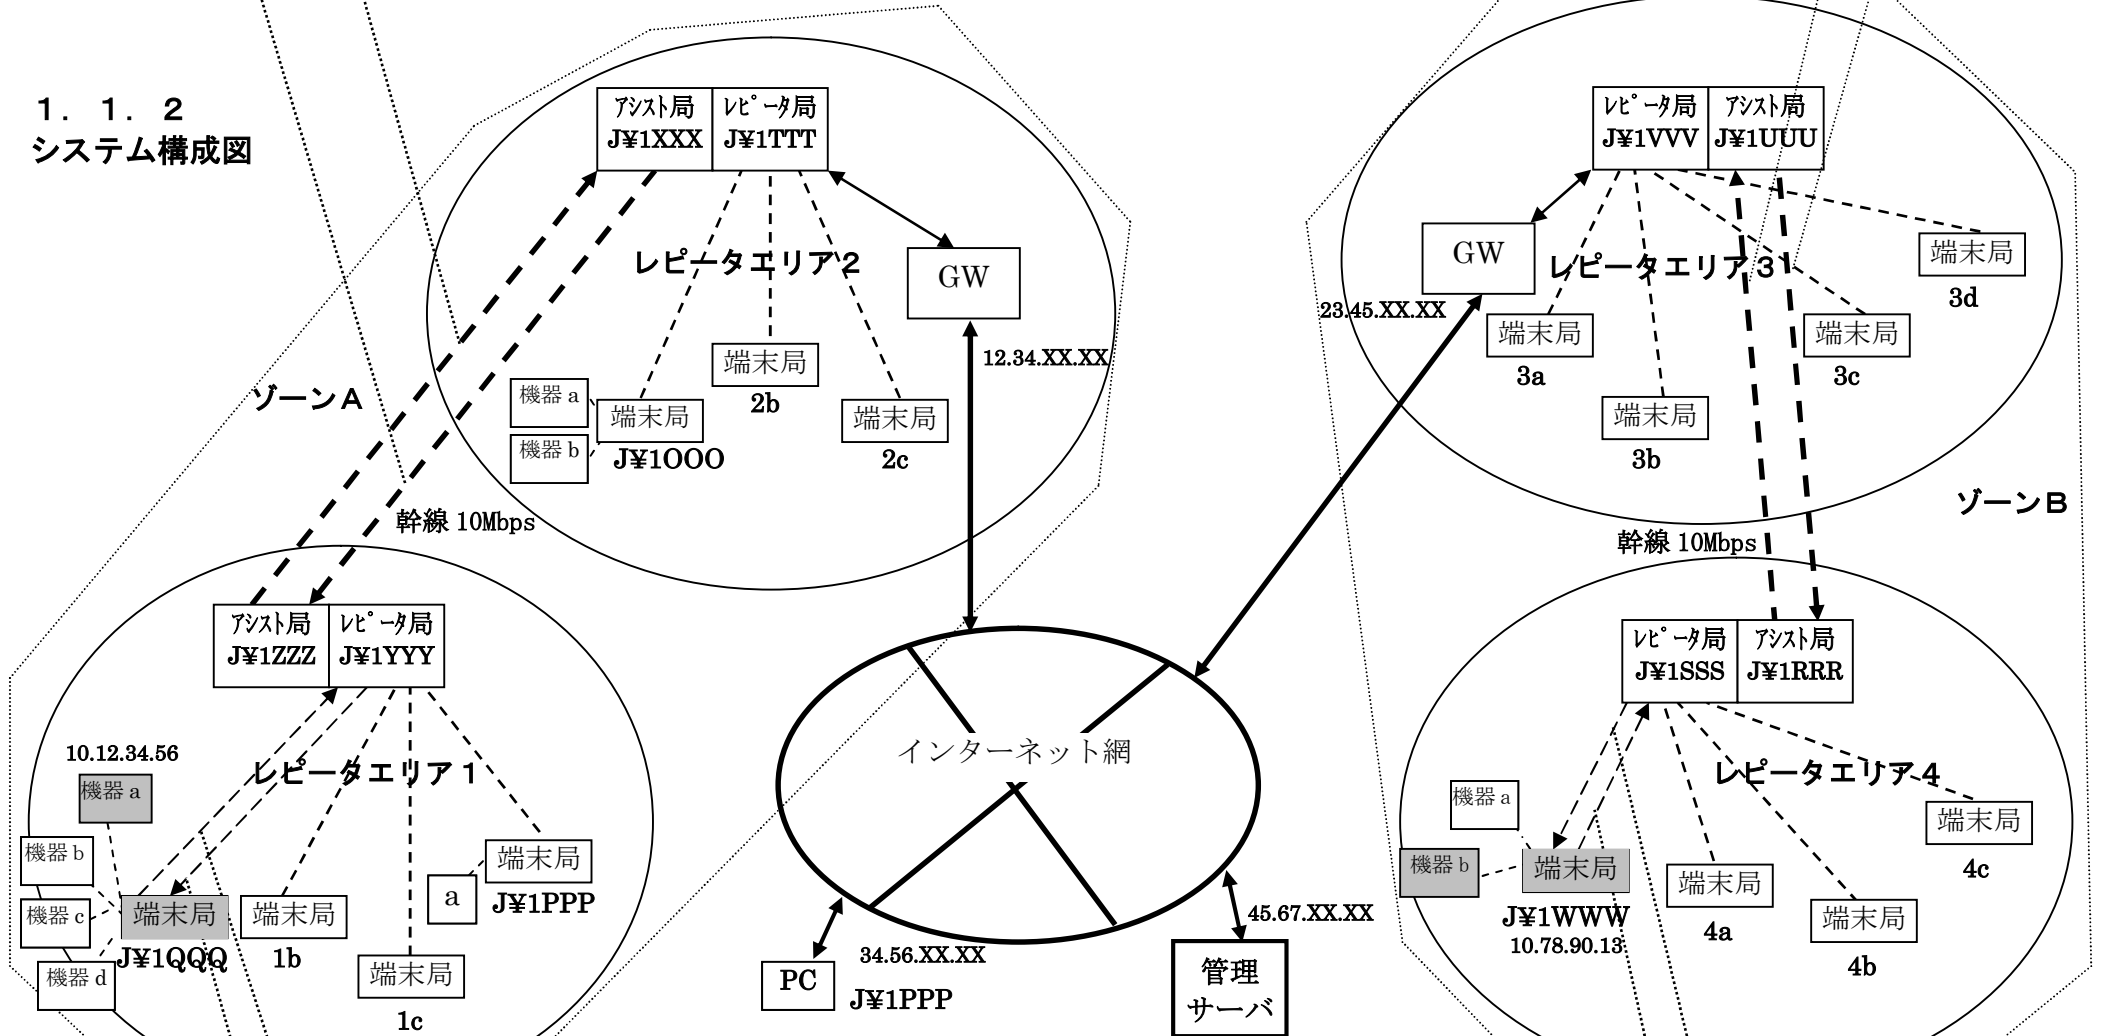 1．1．2
システム構成図
ゾーンA
アシスト局
J¥1XXX
レピータ局
J¥1TTT
レピータエリア2
GW
12.34.XX.XX
機器 a
機器 b
端末局
J¥1OOO
端末局
2b
端末局
2c
幹線 10Mbps
アシスト局
J¥1ZZZ
レピータ局
J¥1YYY
レピータエリア1
10.12.34.56
機器 a
機器 b
機器 c
機器 d
端末局
J¥1QQQ
端末局
1b
端末局
1c
a
端末局
J¥1PPP
インターネット網
PC
34.56.XX.XX
J¥1PPP
45.67.XX.XX
管理
サーバ
レピータ局
J¥1VVV
アシスト局
J¥1UUU
GW
23.45.XX.XX
レピータエリア3
端末局
3a
端末局
3b
端末局
3c
端末局
3d
ゾーンB
幹線 10Mbps
レピータ局
J¥1SSS
アシスト局
J¥1RRR
レピータエリア4
機器 a
機器 b
端末局
J¥1WWW
10.78.90.13
端末局
4a
端末局
4b
端末局
4c